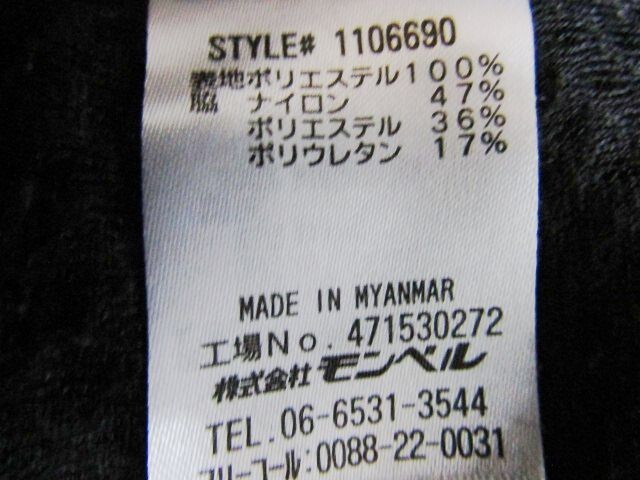 STYLE# 1106690
表地ポリエステル100%
脇 ナイロン 47%
ポリエステル 36%
ポリウレタン 17%
MADE IN MYANMAR
工場No.471530272
株式会社 モンベル
TEL.06-6531-3544
フリーコール:0088-22-0031